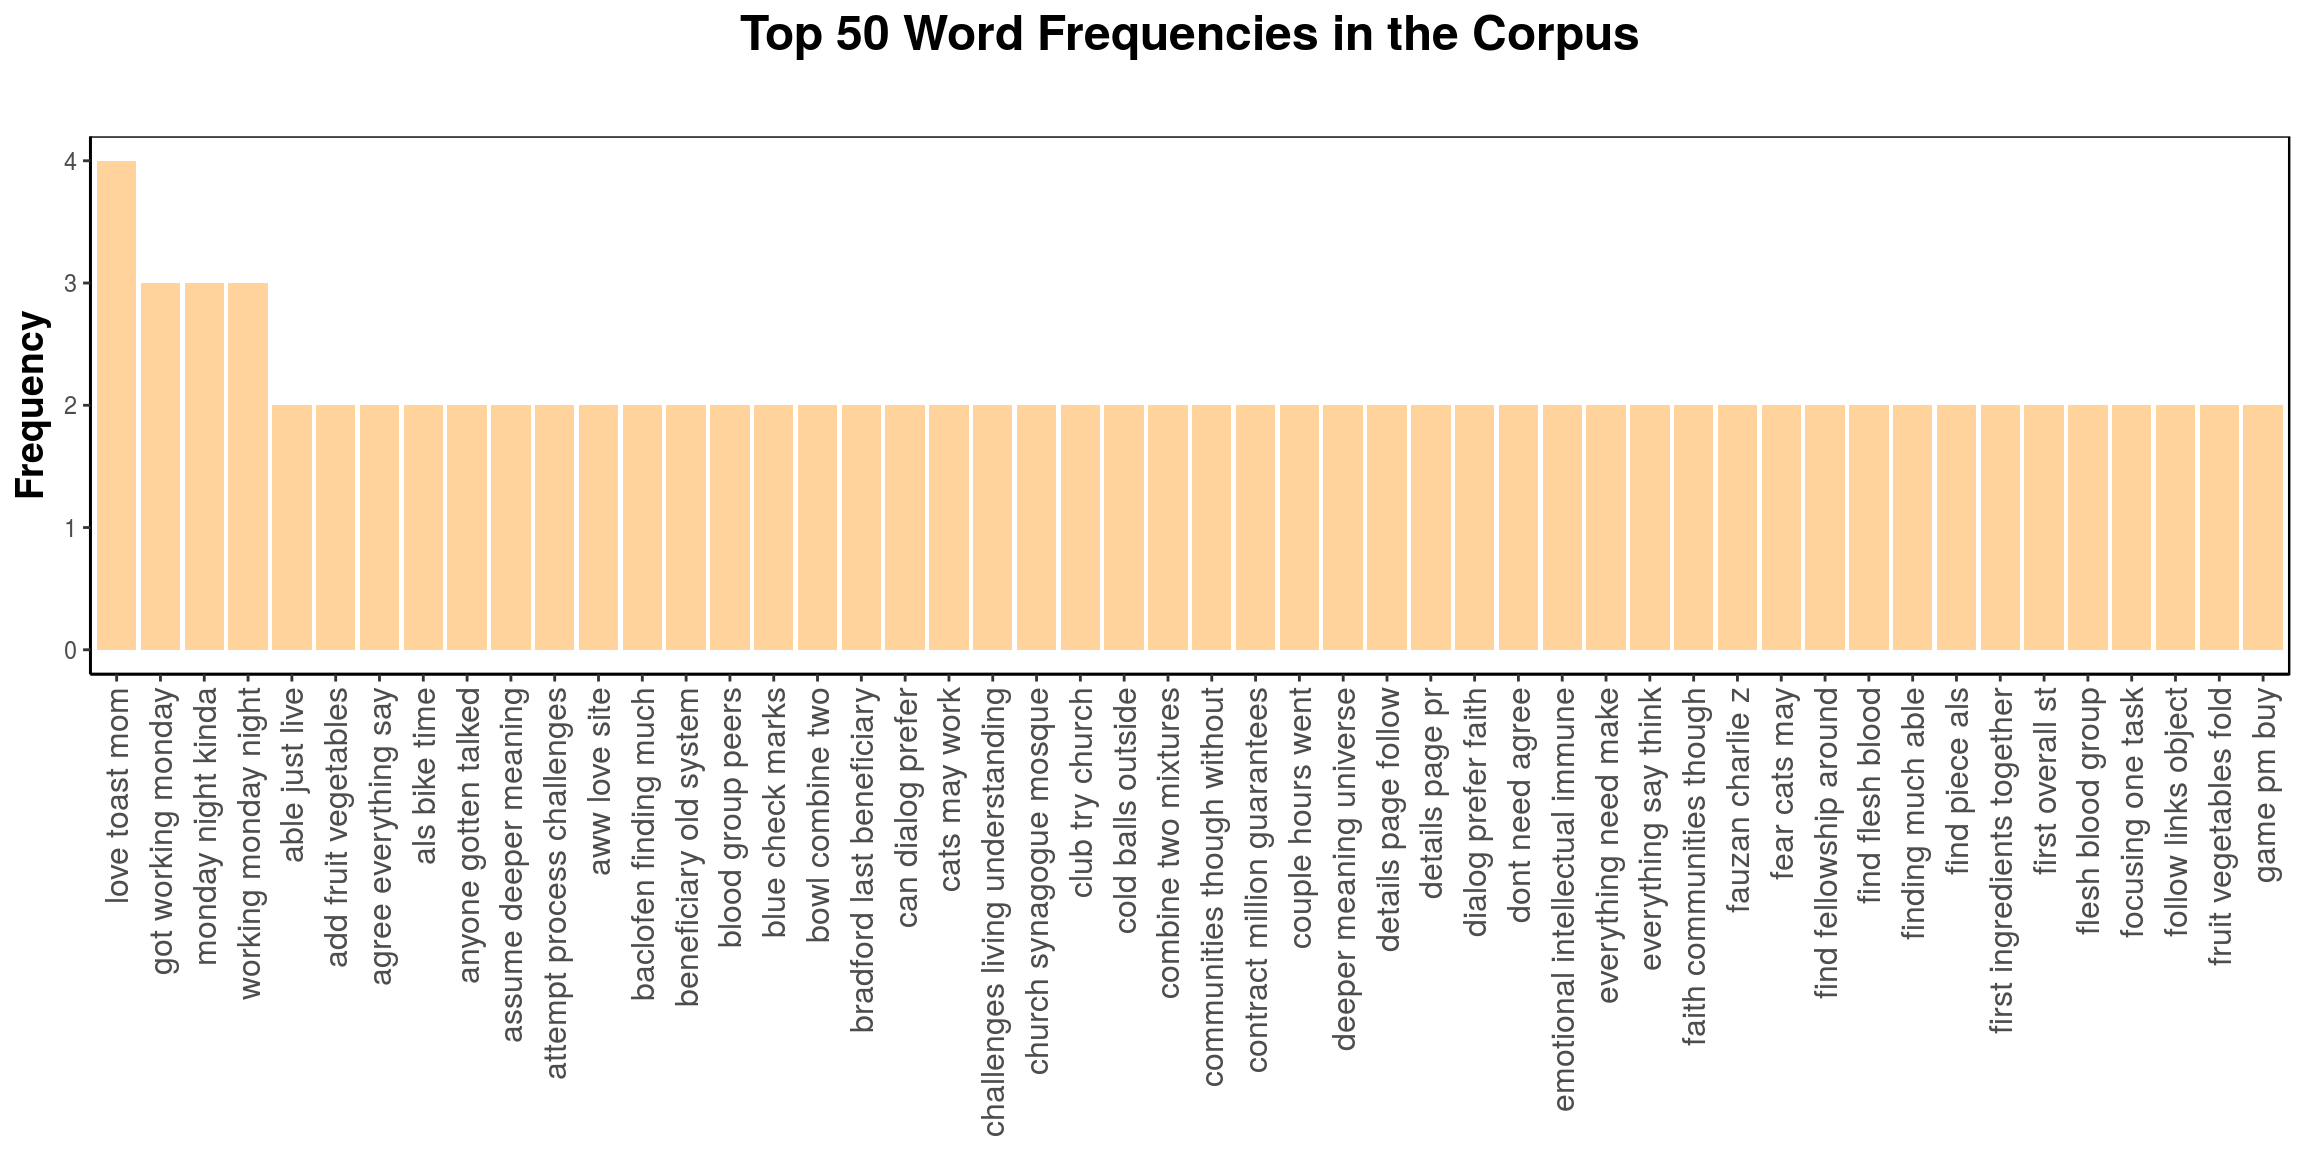 Top 50 Word Frequencies in the Corpus
Frequency
4
3
2
1
0
love toast mom
got working monday
monday night kinda
working monday night
able just live
add fruit vegetables
agree everything say
als bike time
anyone gotten talked
assume deeper meaning
attempt process challenges
aww love site
baclofen finding much
beneficiary old system
blood group peers
blue check marks
bowl combine two
bradford last beneficiary
can dialog prefer
cats may work
challenges living understanding
church synagogue mosque
club try church
cold balls outside
combine two mixtures
communities though without
contract million guarantees
couple hours went
deeper meaning universe
details page follow
details page pr
dialog prefer faith
dont need agree
emotional intellectual immune
everything need make
everything say think
faith communities though
fauzan charlie z
fear cats may
find fellowship around
find flesh blood
finding much able
find piece als
first ingredients together
first overall st
flesh blood group
focusing one task
follow links object
fruit vegetables fold
game pm buy